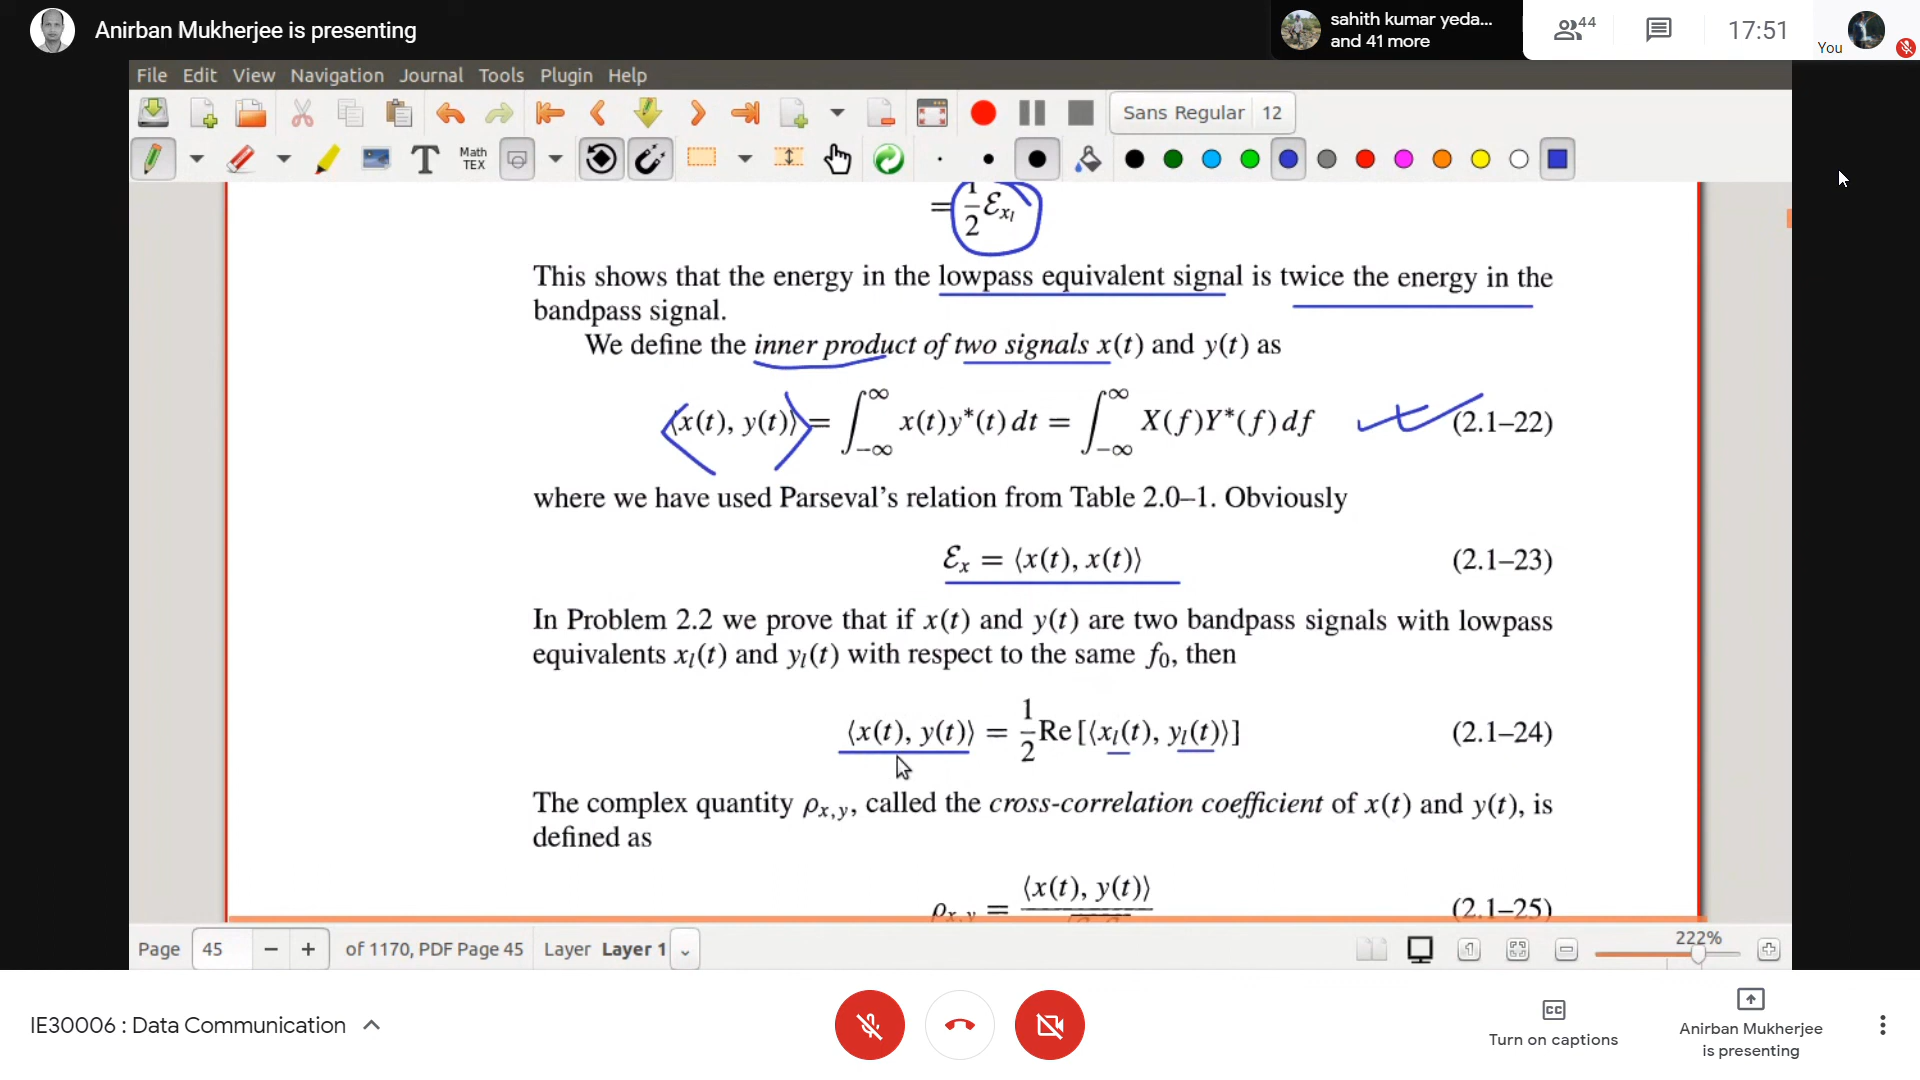 Anirban Mukherjee is presenting
sahith kumar yeda...
and 41 more
44
17:51
You
File Edit View Navigation Journal Tools Plugin Help
Sans Regular 12
Math
TEX
= 1/2 ℰ_{x_l}
This shows that the energy in the lowpass equivalent signal is twice the energy in the
bandpass signal.
We define the inner product of two signals x(t) and y(t) as
⟨x(t), y(t)⟩ = ∫_{−∞}^{∞} x(t)y*(t) dt = ∫_{−∞}^{∞} X(f)Y*(f) df (2.1–22)
where we have used Parseval’s relation from Table 2.0–1. Obviously
ℰ_x = ⟨x(t), x(t)⟩ (2.1–23)
In Problem 2.2 we prove that if x(t) and y(t) are two bandpass signals with lowpass
equivalents x_l(t) and y_l(t) with respect to the same f_0, then
⟨x(t), y(t)⟩ = 1/2 Re [⟨x_l(t), y_l(t)⟩] (2.1–24)
The complex quantity ρ_{x,y}, called the cross-correlation coefficient of x(t) and y(t), is
defined as
ρ_{x,y} = ⟨x(t), y(t)⟩ (2.1–25)
Page 45 − + of 1170, PDF Page 45 Layer Layer 1 222%
IE30006 : Data Communication
Turn on captions
Anirban Mukherjee
is presenting